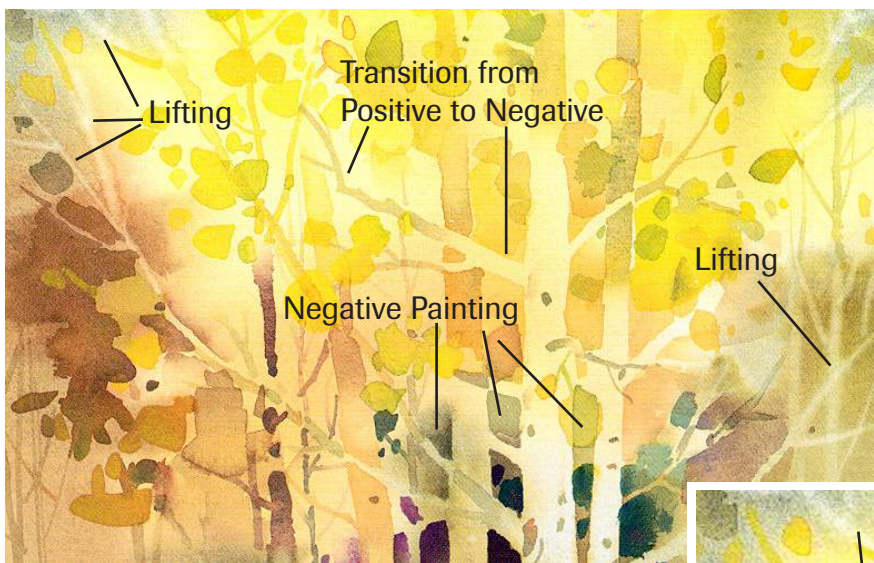 Transition from
Positive to Negative
Lifting
Lifting
Negative Painting